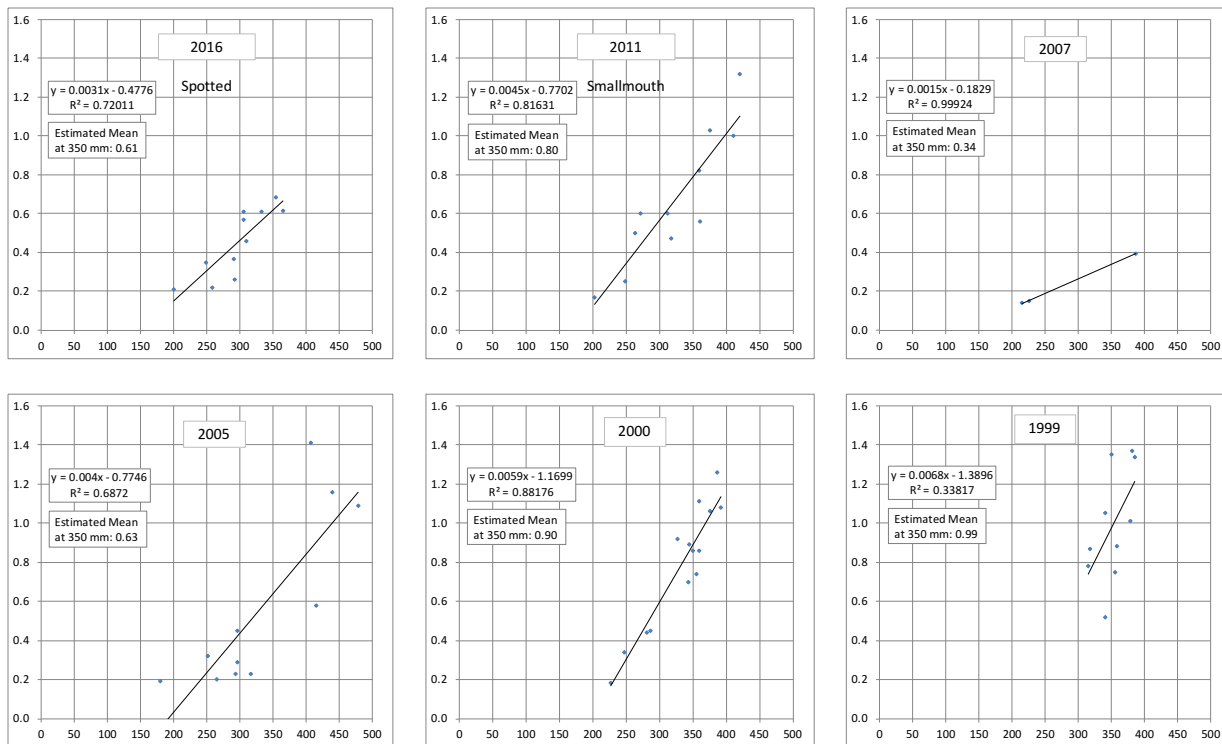 2016
Spotted
y = 0.0031x - 0.4776
R² = 0.72011
Estimated Mean
at 350 mm: 0.61
1.6
1.4
1.2
1.0
0.8
0.6
0.4
0.2
0.0
0 50 100 150 200 250 300 350 400 450 500
2011
Smallmouth
y = 0.0045x - 0.7702
R² = 0.81631
Estimated Mean
at 350 mm: 0.80
1.6
1.4
1.2
1.0
0.8
0.6
0.4
0.2
0.0
0 50 100 150 200 250 300 350 400 450 500
2007
y = 0.0015x - 0.1829
R² = 0.99924
Estimated Mean
at 350 mm: 0.34
1.6
1.4
1.2
1.0
0.8
0.6
0.4
0.2
0.0
0 50 100 150 200 250 300 350 400 450 500
2005
y = 0.004x - 0.7746
R² = 0.6872
Estimated Mean
at 350 mm: 0.63
1.6
1.4
1.2
1.0
0.8
0.6
0.4
0.2
0.0
0 50 100 150 200 250 300 350 400 450 500
2000
y = 0.0059x - 1.1699
R² = 0.88176
Estimated Mean
at 350 mm: 0.90
1.6
1.4
1.2
1.0
0.8
0.6
0.4
0.2
0.0
0 50 100 150 200 250 300 350 400 450 500
1999
y = 0.0068x - 1.3896
R² = 0.33817
Estimated Mean
at 350 mm: 0.99
1.6
1.4
1.2
1.0
0.8
0.6
0.4
0.2
0.0
0 50 100 150 200 250 300 350 400 450 500